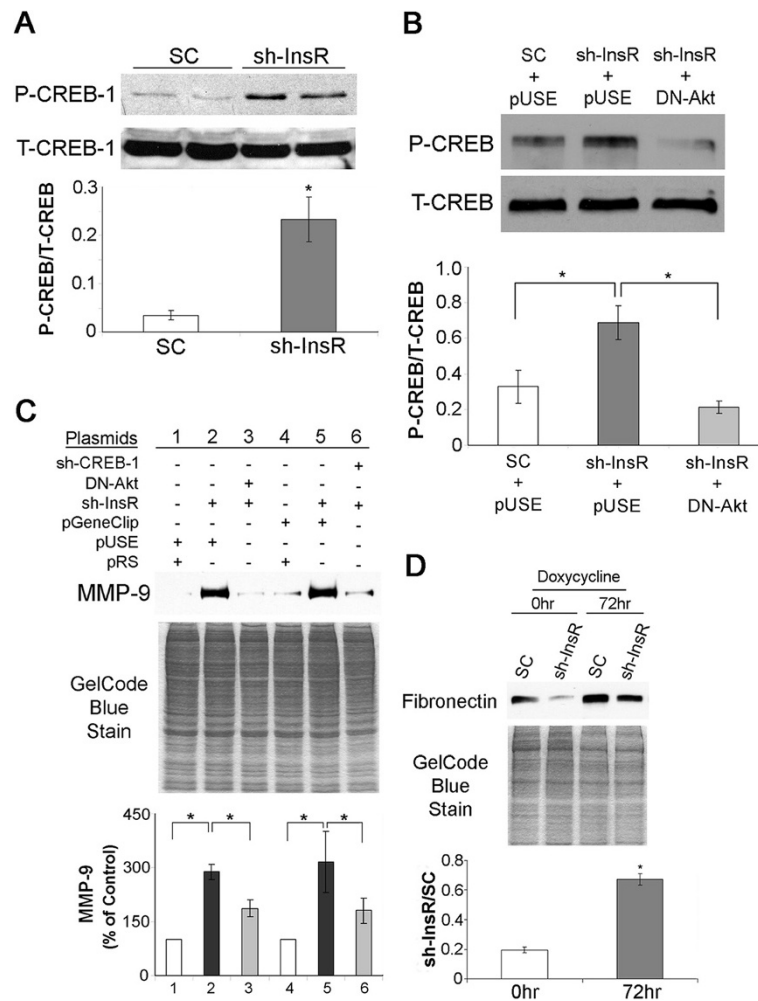 A
SC sh-InsR
P-CREB-1
T-CREB-1
P-CREB/T-CREB
0.3
0.2
0.1
0
*
SC sh-InsR
B
SC sh-InsR sh-InsR
+ + +
pUSE pUSE DN-Akt
P-CREB
T-CREB
P-CREB/T-CREB
1.0
0.8
0.6
0.4
0.2
0
* *
SC sh-InsR sh-InsR
+ + +
pUSE pUSE DN-Akt
C
Plasmids 1 2 3 4 5 6
sh-CREB-1 - - - - - +
DN-Akt - - + - - -
sh-InsR - + + - + +
pGeneClip - - - + + -
pUSE + + - - - -
pRS + - - + - -
MMP-9
GelCode
Blue
Stain
MMP-9
(% of Control)
450
300
150
0
* * * *
1 2 3 4 5 6
D
Doxycycline
0hr 72hr
SC sh-InsR SC sh-InsR
Fibronectin
GelCode
Blue
Stain
sh-InsR/SC
0.8
0.6
0.4
0.2
0
*
0hr 72hr